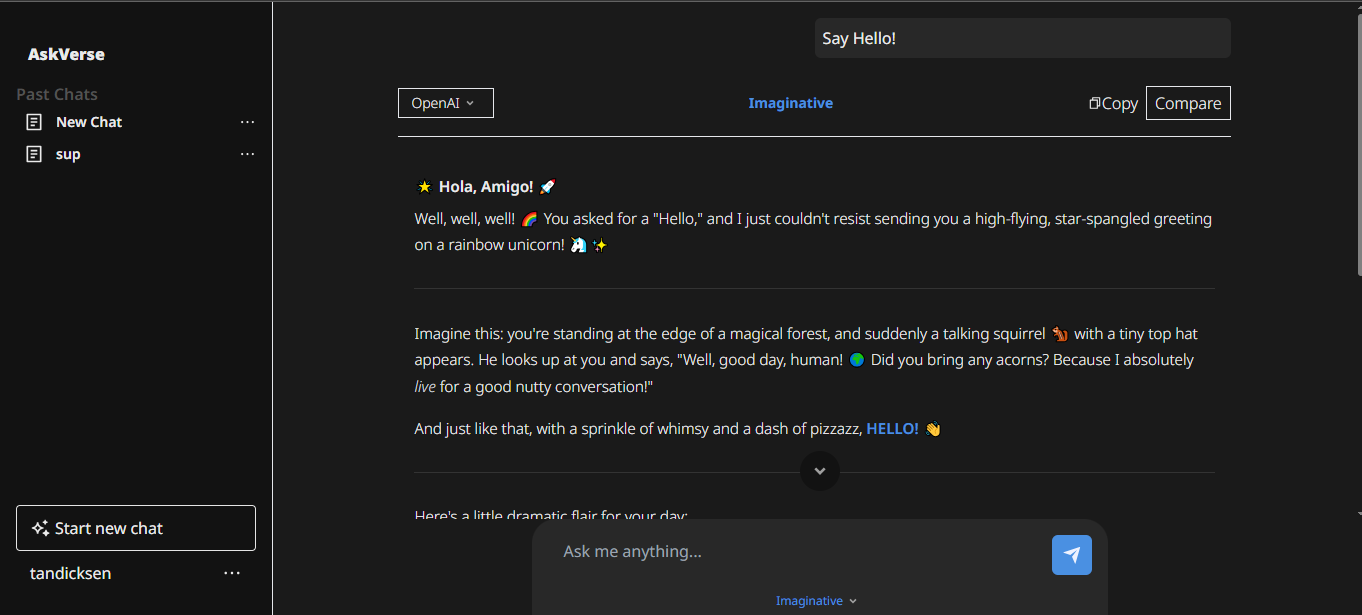 AskVerse
Past Chats
New Chat
sup
Start new chat
tandicksen
Say Hello!
OpenAI
Imaginative
Copy
Compare
🌟 Hola, Amigo! 🚀
Well, well, well! 🌈 You asked for a "Hello," and I just couldn't resist sending you a high-flying, star-spangled greeting
on a rainbow unicorn! 🦄 ✨
Imagine this: you're standing at the edge of a magical forest, and suddenly a talking squirrel 🐿️ with a tiny top hat
appears. He looks up at you and says, "Well, good day, human! 🌍 Did you bring any acorns? Because I absolutely
live for a good nutty conversation!"
And just like that, with a sprinkle of whimsy and a dash of pizzazz, HELLO! 👋
Here's a little dramatic flair for your day:
Ask me anything...
Imaginative